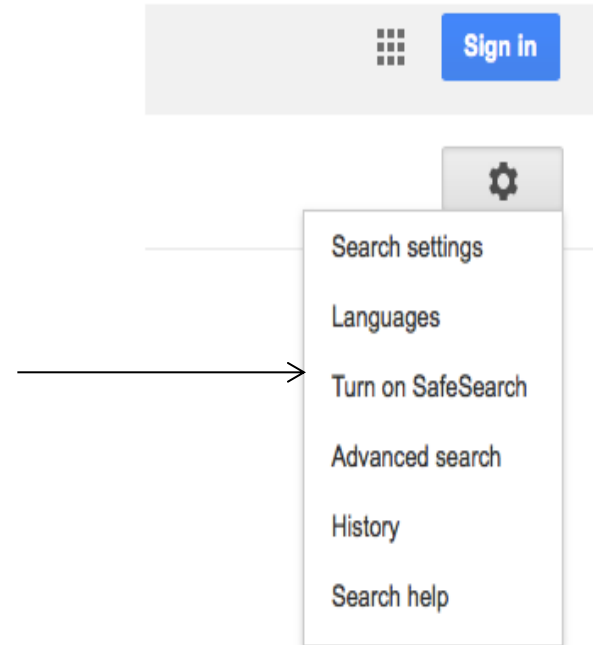 Sign in
Search settings
Languages
Turn on SafeSearch
Advanced search
History
Search help